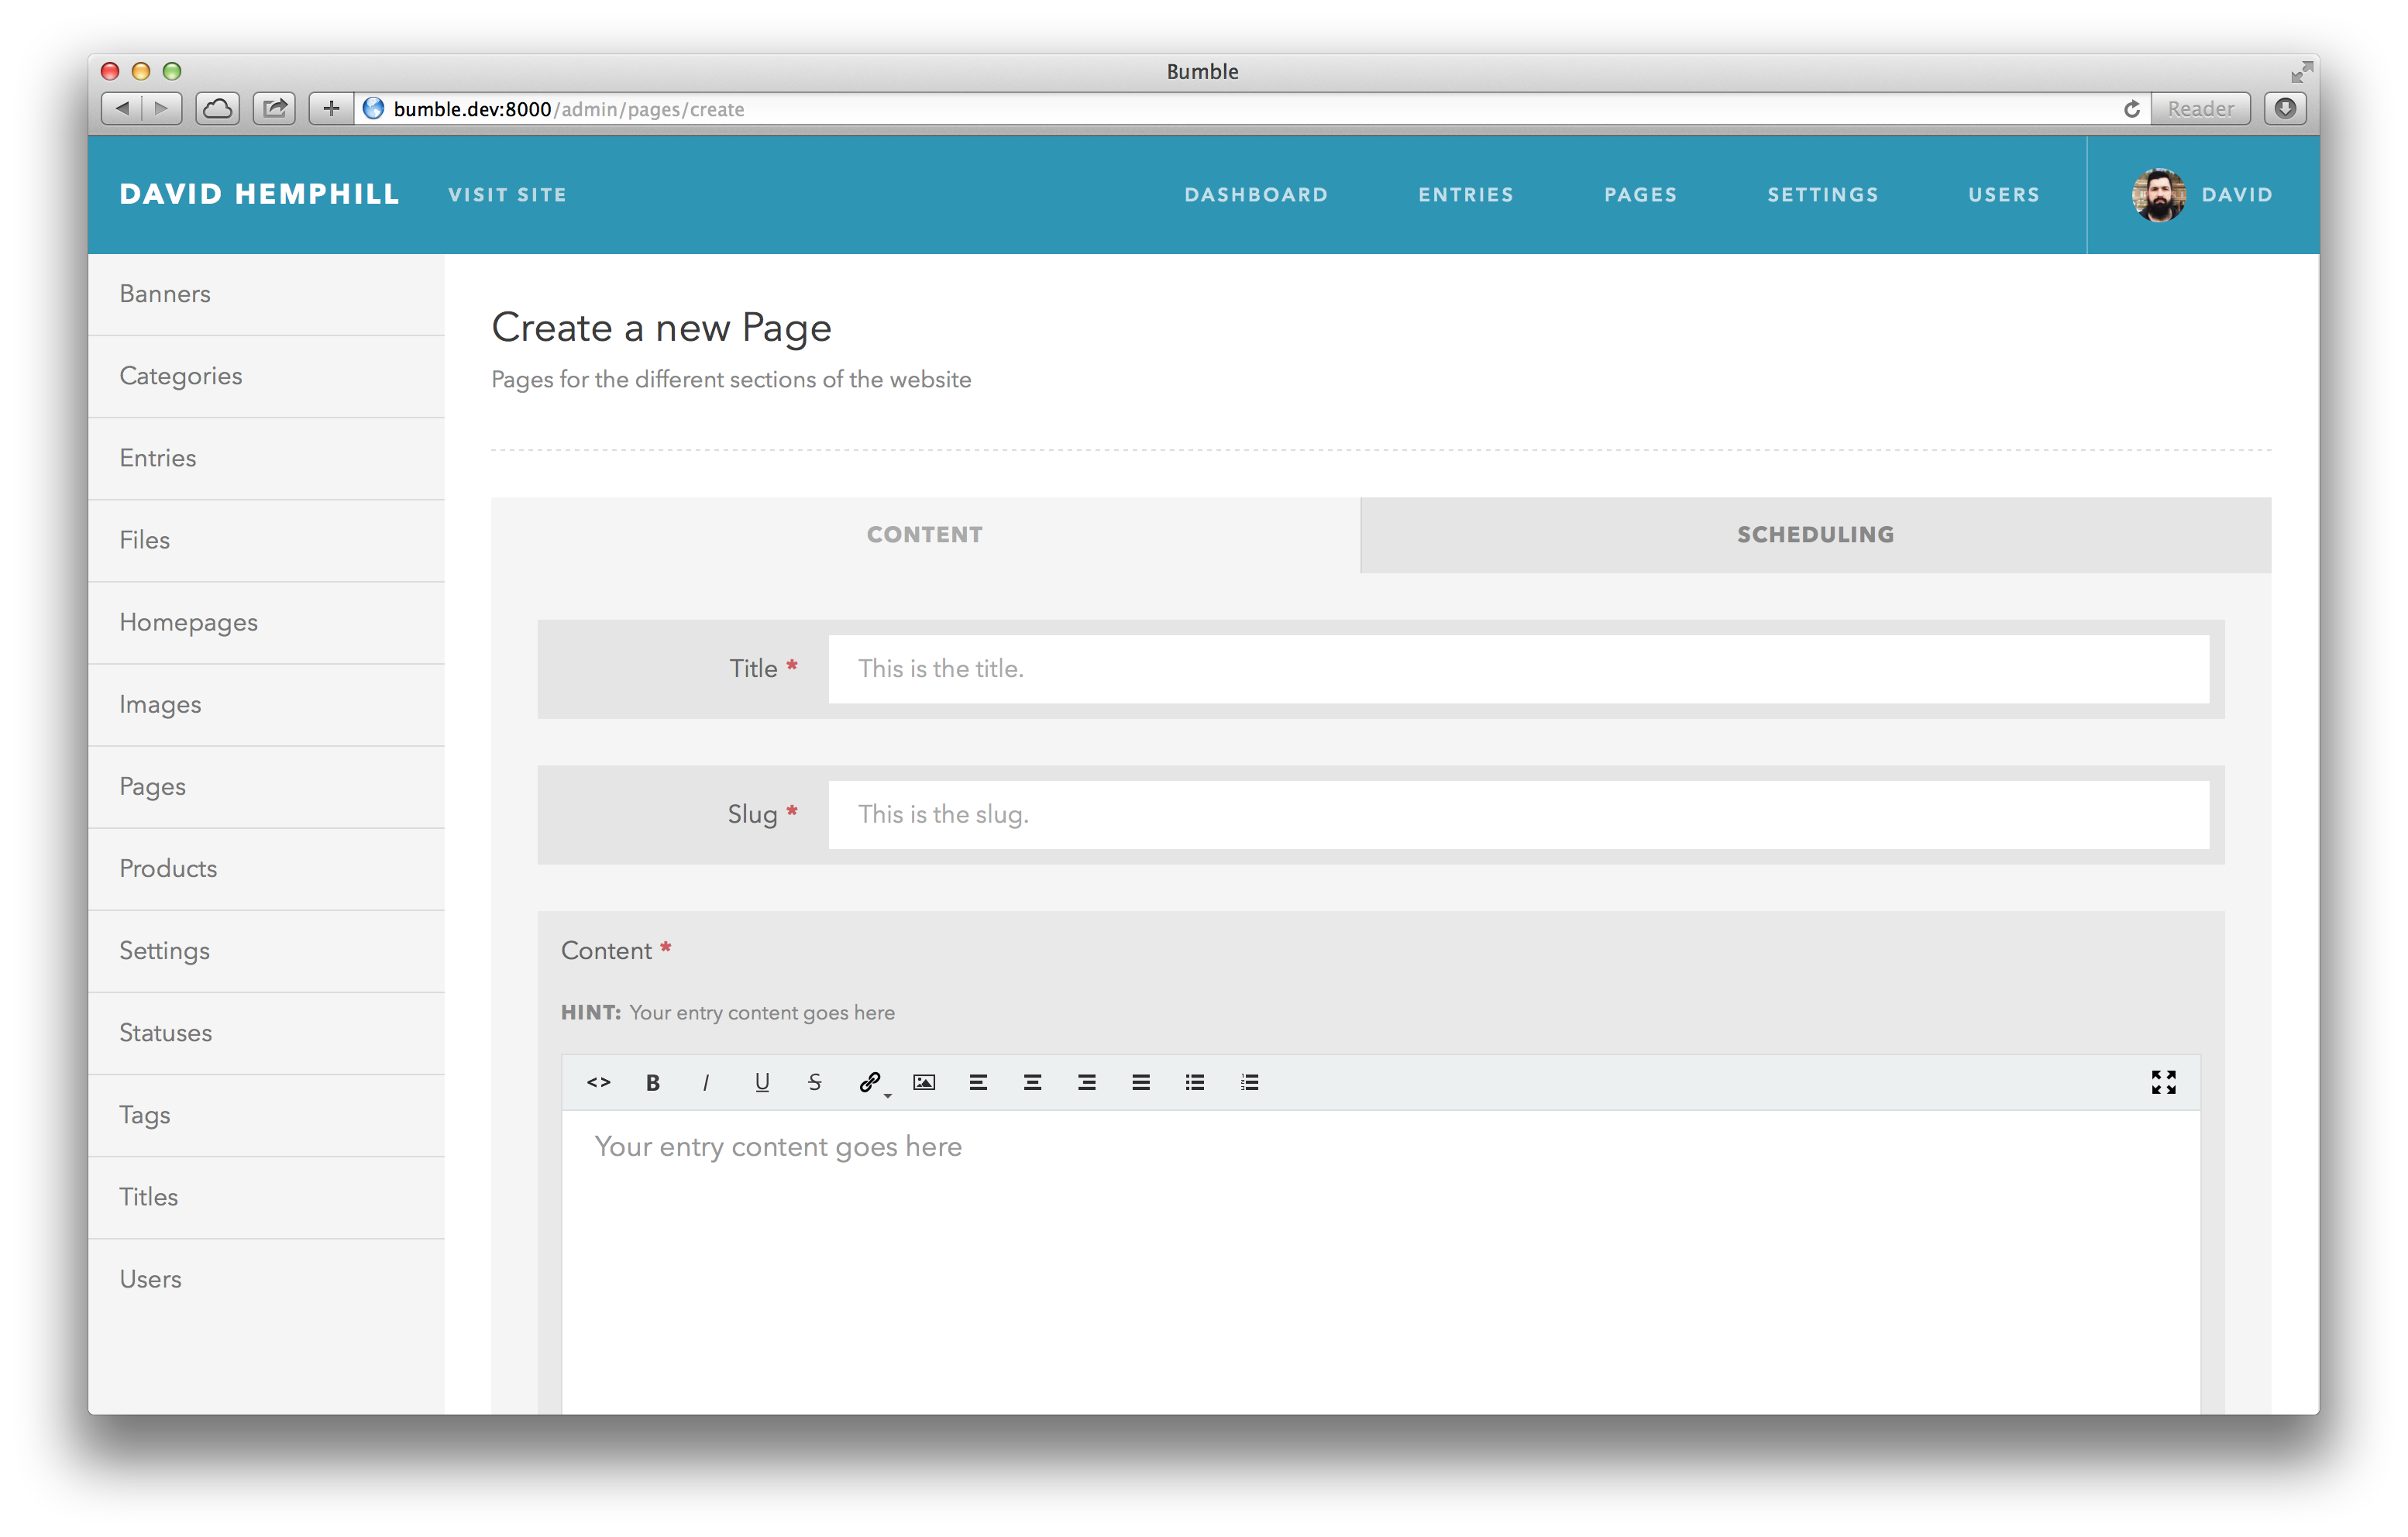 Bumble
bumble.dev:8000/admin/pages/create
Reader
DAVID HEMPHILL VISIT SITE DASHBOARD ENTRIES PAGES SETTINGS USERS DAVID
Banners
Categories
Entries
Files
Homepages
Images
Pages
Products
Settings
Statuses
Tags
Titles
Users
Create a new Page
Pages for the different sections of the website
CONTENT SCHEDULING
Title * This is the title.
Slug * This is the slug.
Content *
HINT: Your entry content goes here
<> B I U S
Your entry content goes here